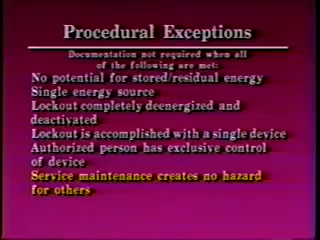 Procedural Exceptions
Documentation not required when all
of the following are met:
No potential for stored/residual energy
Single energy source
Lockout completely deenergized and
deactivated
Lockout is accomplished with a single device
Authorized person has exclusive control
of device
Service maintenance creates no hazard
for others